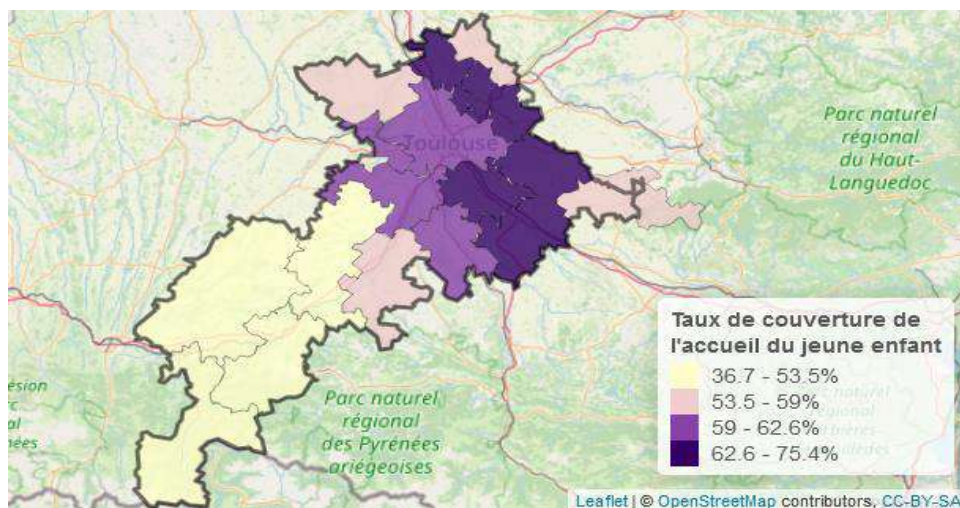 Parc naturel
régional
du Haut-
Languedoc
Toulouse
Taux de couverture de
l'accueil du jeune enfant
36.7 - 53.5%
53.5 - 59%
59 - 62.6%
62.6 - 75.4%
Parc naturel
régional
des Pyrénées
ariégeoises
Leaflet | © OpenStreetMap contributors, CC-BY-SA